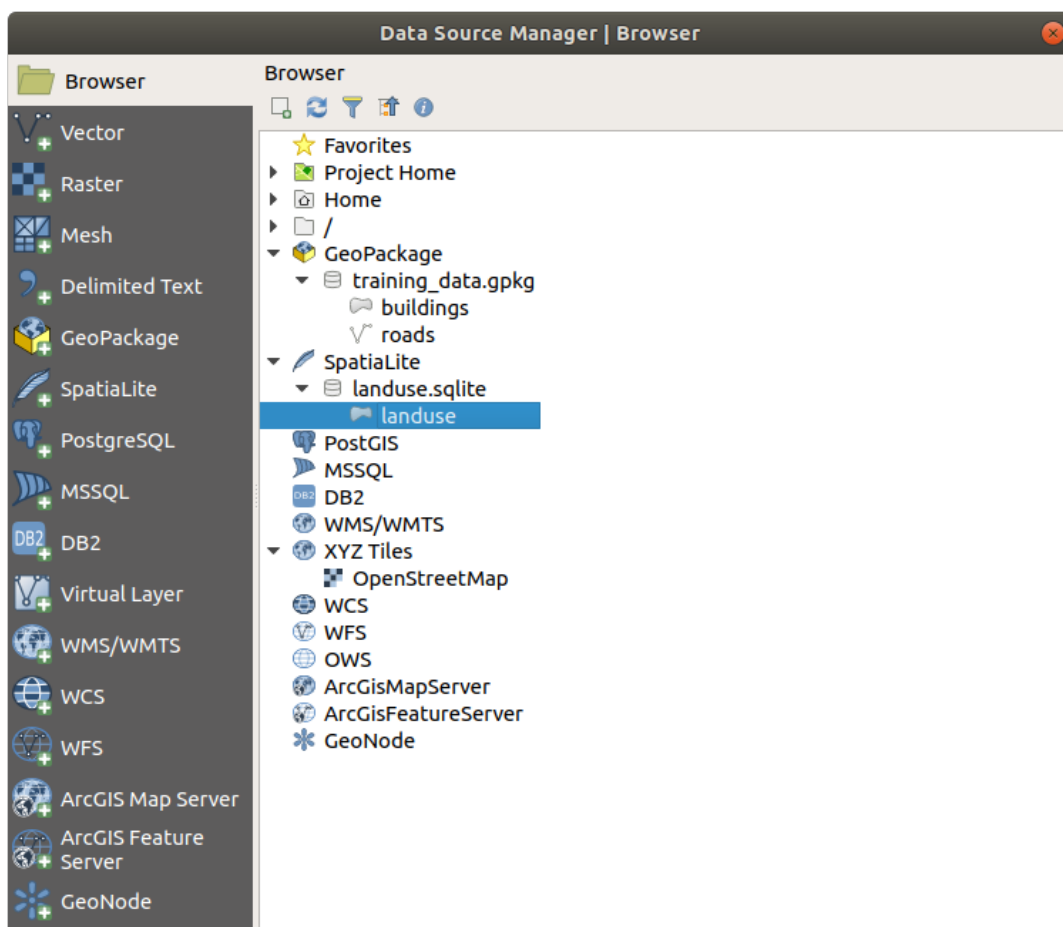 Data Source Manager | Browser
Browser
Vector
Raster
Mesh
Delimited Text
GeoPackage
SpatiaLite
PostgreSQL
MSSQL
DB2
DB2
Virtual Layer
WMS/WMTS
WCS
WFS
ArcGIS Map Server
ArcGIS Feature
Server
GeoNode
Browser
Favorites
Project Home
Home
/
GeoPackage
training_data.gpkg
buildings
roads
SpatiaLite
landuse.sqlite
landuse
PostGIS
MSSQL
DB2 DB2
WMS/WMTS
XYZ Tiles
OpenStreetMap
WCS
WFS
OWS
ArcGisMapServer
ArcGisFeatureServer
GeoNode